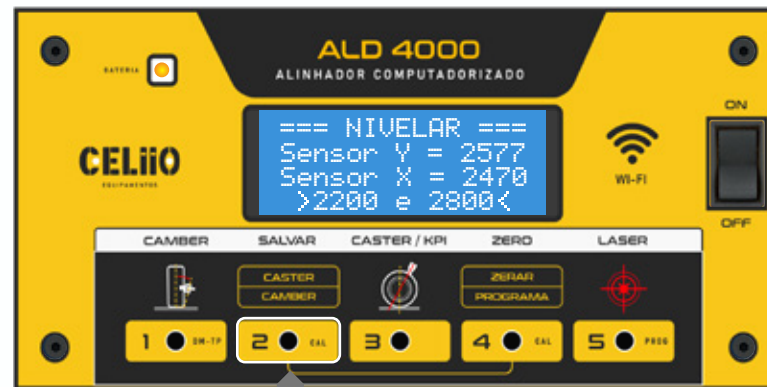 ALD 4000
ALINHADOR COMPUTADORIZADO
BATERIA
CELiiO
EQUIPAMENTOS
=== NIVELAR ===
Sensor Y = 2577
Sensor X = 2470
>2200 e 2800<
WI-FI
ON
OFF
CAMBER SALVAR CASTER / KPI ZERO LASER
CASTER
CAMBER
ZERAR
PROGRAMA
1 DM-TP 2 CAL 3 4 CAL 5 PROG